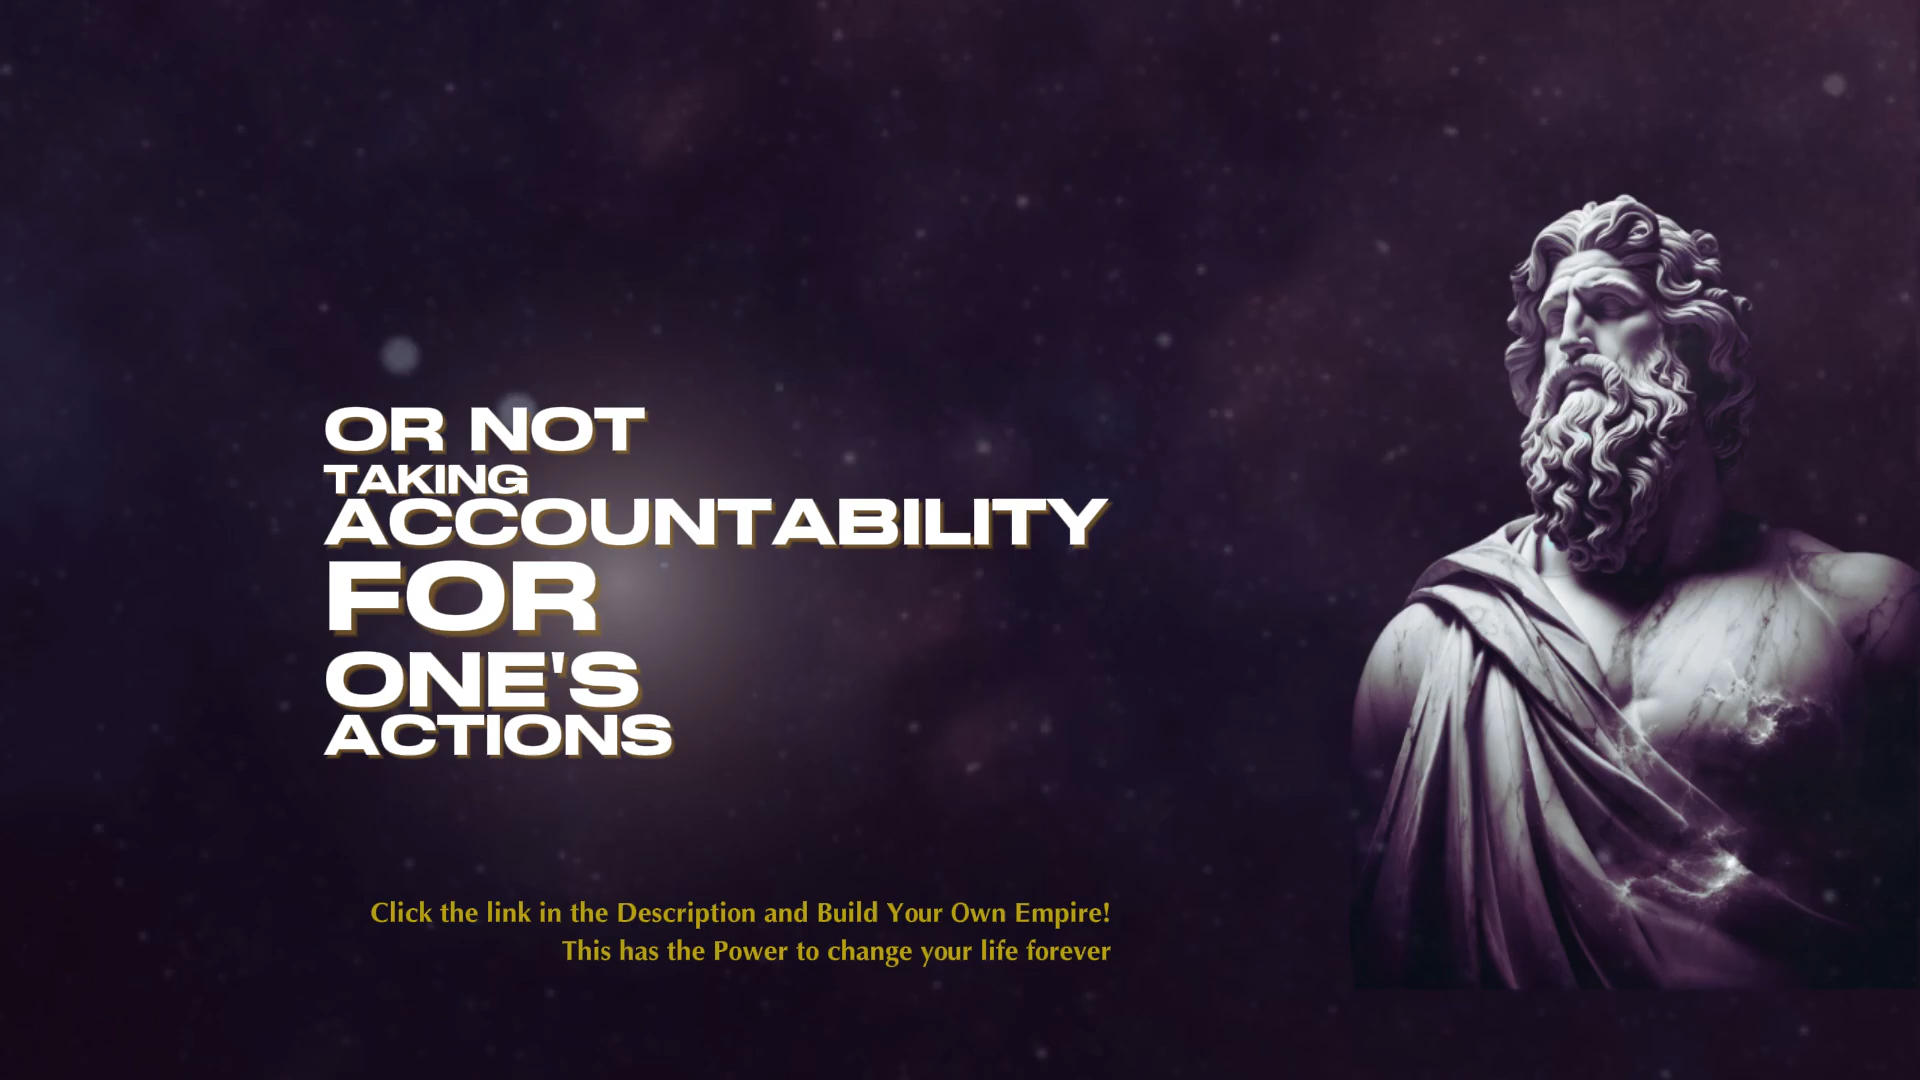 OR NOT
TAKING
ACCOUNTABILITY
FOR
ONE'S
ACTIONS
Click the link in the Description and Build Your Own Empire!
This has the Power to change your life forever